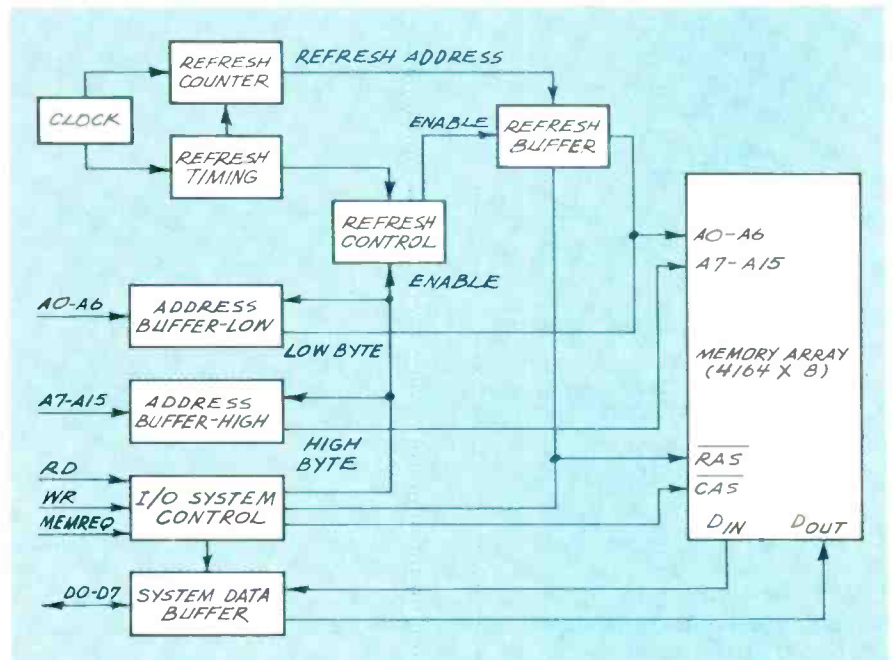 REFRESH
COUNTER
REFRESH ADDRESS
CLOCK
ENABLE
REFRESH
BUFFER
REFRESH
TIMING
REFRESH
CONTROL
A0-A6
A7-A15
ENABLE
A0-A6
ADDRESS
BUFFER-LOW
LOW BYTE
MEMORY ARRAY
(4164 X 8)
A7-A15
ADDRESS
BUFFER-HIGH
HIGH
BYTE
RD
WR
MEMREQ
I/O SYSTEM
CONTROL
R̅A̅S̅
C̅A̅S̅
DIN DOUT
D0-D7
SYSTEM DATA
BUFFER